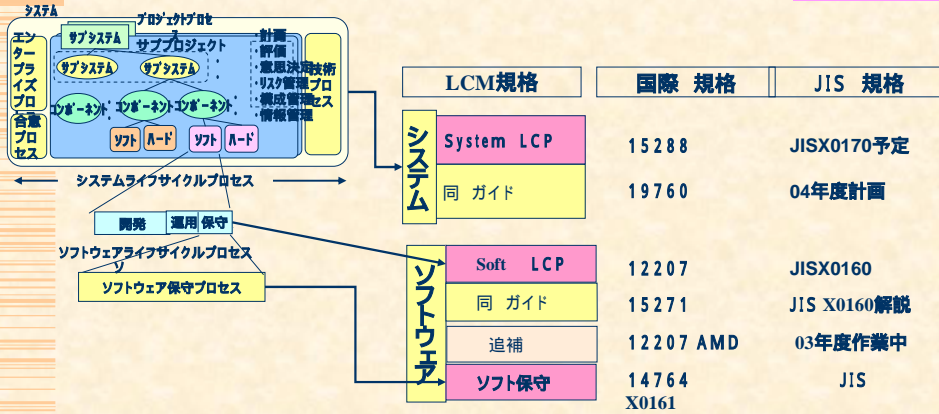 システム
プロジェクトプロセ
ス
エン
ター
プラ
イズ
プロ
合意
プロ
セス
サブシステム
サブプロジェクト
サブシステム
サブシステム
・計画
評価
・意思決定
・リスク管理
・構成管理
・情報管理
技術
プロ
セス
コンポーネント
コンポーネント
コンポーネント
ソフト
ハード
ソフト
ハード
システムライフサイクルプロセス
開発
運用
保守
ソフトウェアライフサイクルプロセス
ソ
ソフトウェア保守プロセス
LCM規格
国際 規格
JIS 規格
システム
System LCP
15288
JISX0170予定
同 ガイド
19760
04年度計画
ソフトウェア
Soft LCP
12207
JISX0160
同 ガイド
15271
JIS X0160解説
追補
12207 AMD
03年度作業中
ソフト保守
14764
JIS
X0161